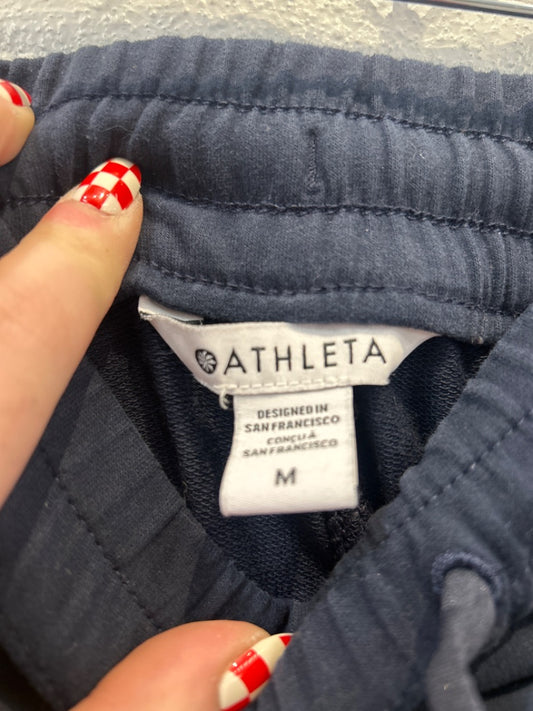 ATHLETA
DESIGNED IN
SAN FRANCISCO
CONÇU À
SAN FRANCISCO
M